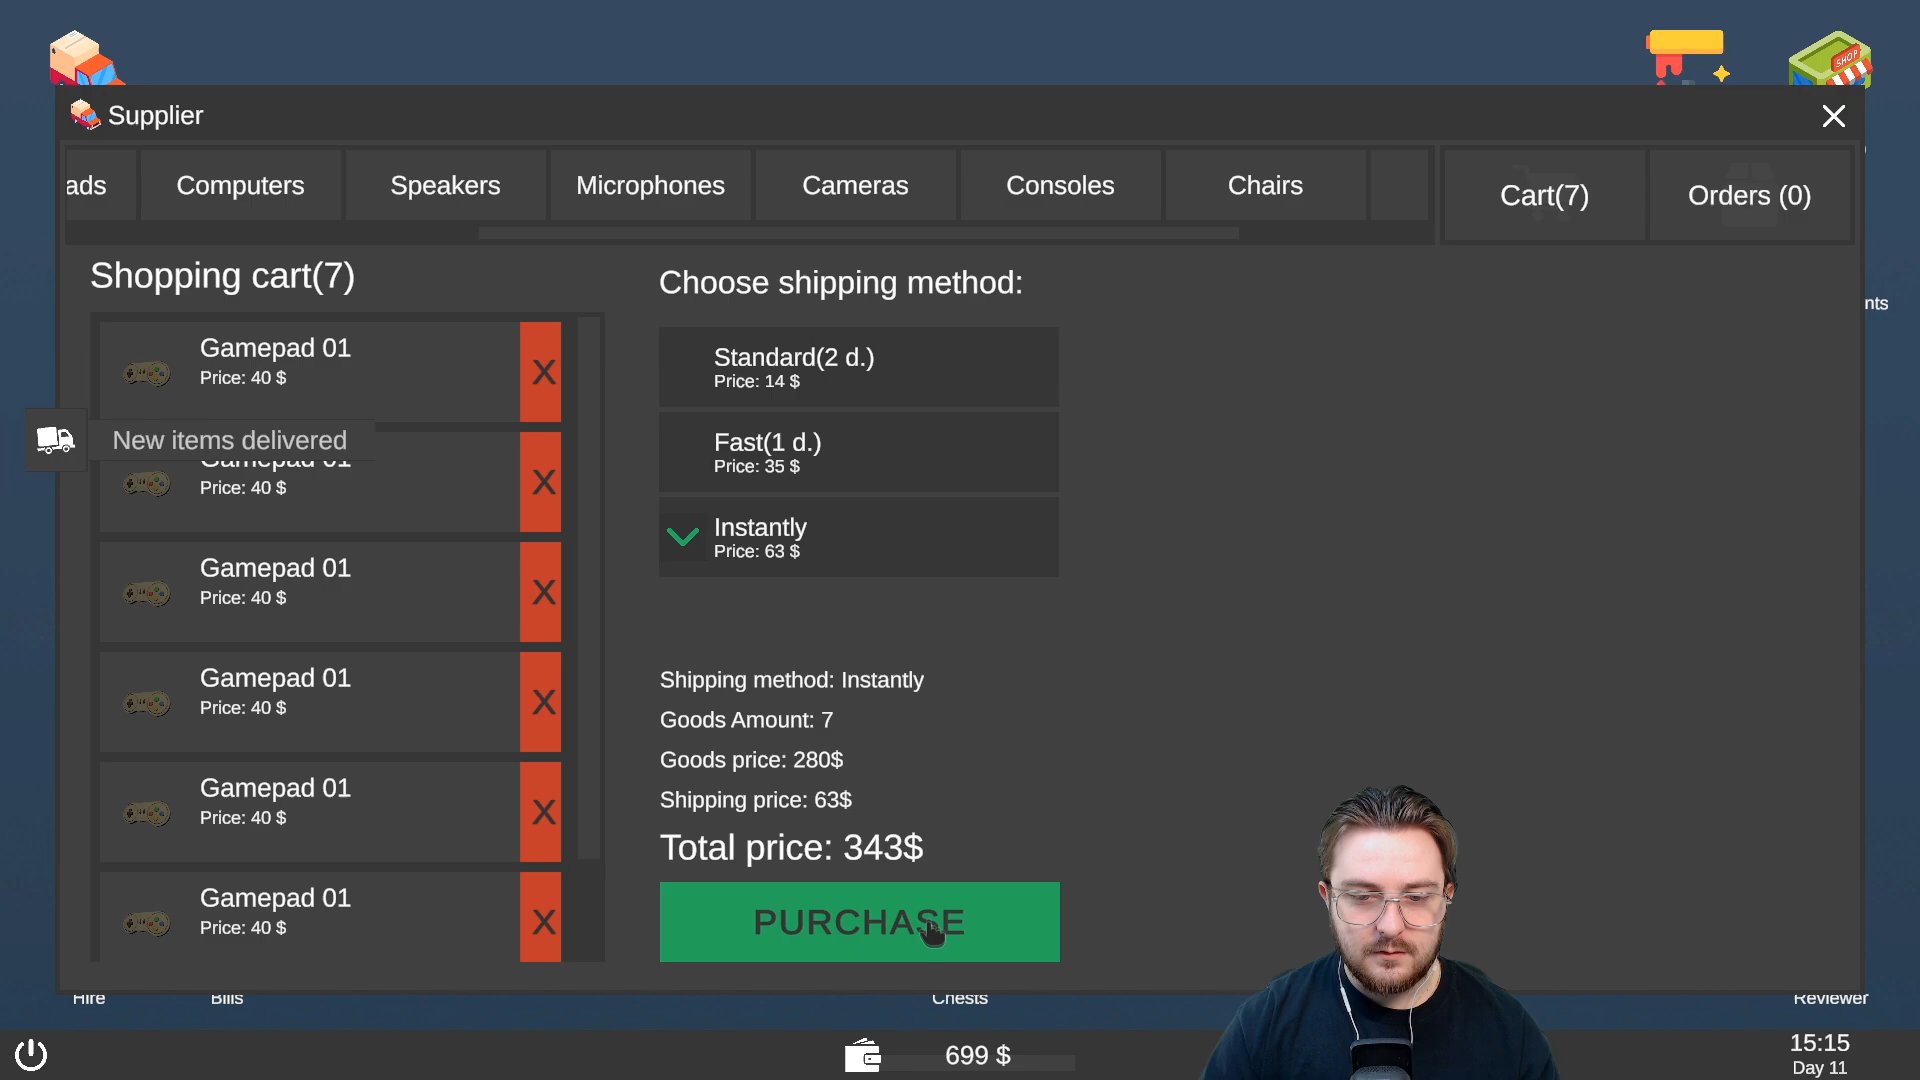 SHOP
Supplier
ads
Computers
Speakers
Microphones
Cameras
Consoles
Chairs
Cart(7)
Orders (0)
Shopping cart(7)
Choose shipping method:
nts
Gamepad 01
Price: 40 $
X
New items delivered
Gamepad 01
Price: 40 $
X
Gamepad 01
Price: 40 $
X
Gamepad 01
Price: 40 $
X
Gamepad 01
Price: 40 $
X
Gamepad 01
Price: 40 $
X
Standard(2 d.)
Price: 14 $
Fast(1 d.)
Price: 35 $
Instantly
Price: 63 $
Shipping method: Instantly
Goods Amount: 7
Goods price: 280$
Shipping price: 63$
Total price: 343$
PURCHASE
Hire
Bills
Chests
Reviewer
699 $
15:15
Day 11